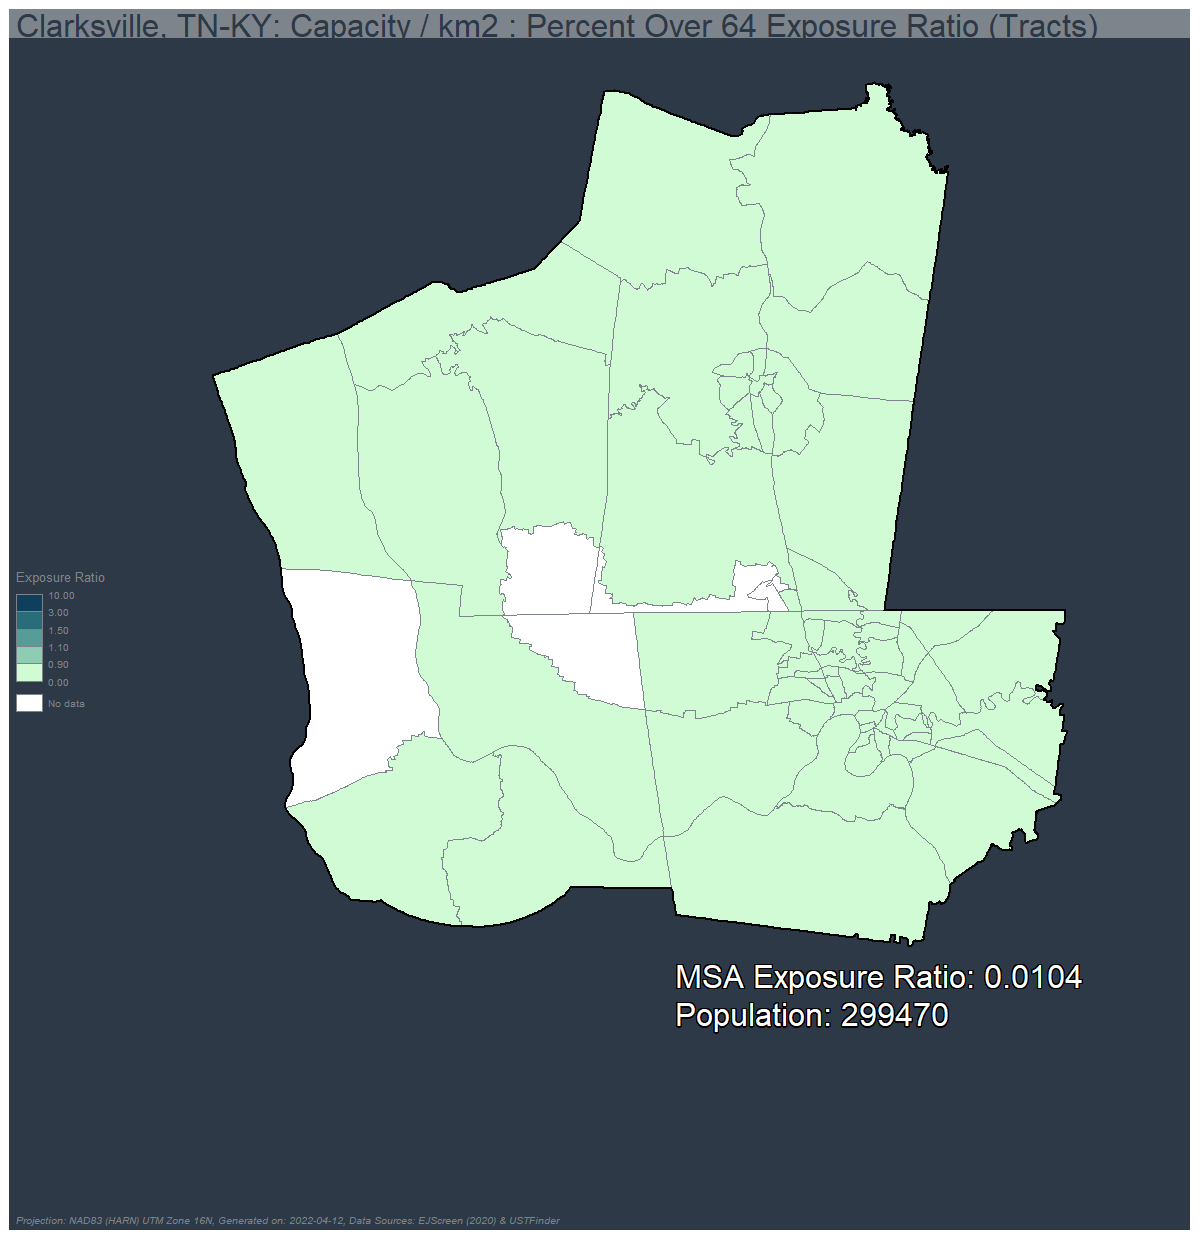 Clarksville, TN-KY: Capacity / km2 : Percent Over 64 Exposure Ratio (Tracts)
Exposure Ratio
10.00
3.00
1.50
1.10
0.90
0.00
No data
MSA Exposure Ratio: 0.0104
Population: 299470
Projection: NAD83 (HARN) UTM Zone 16N, Generated on: 2022-04-12, Data Sources: EJScreen (2020) & USTFinder